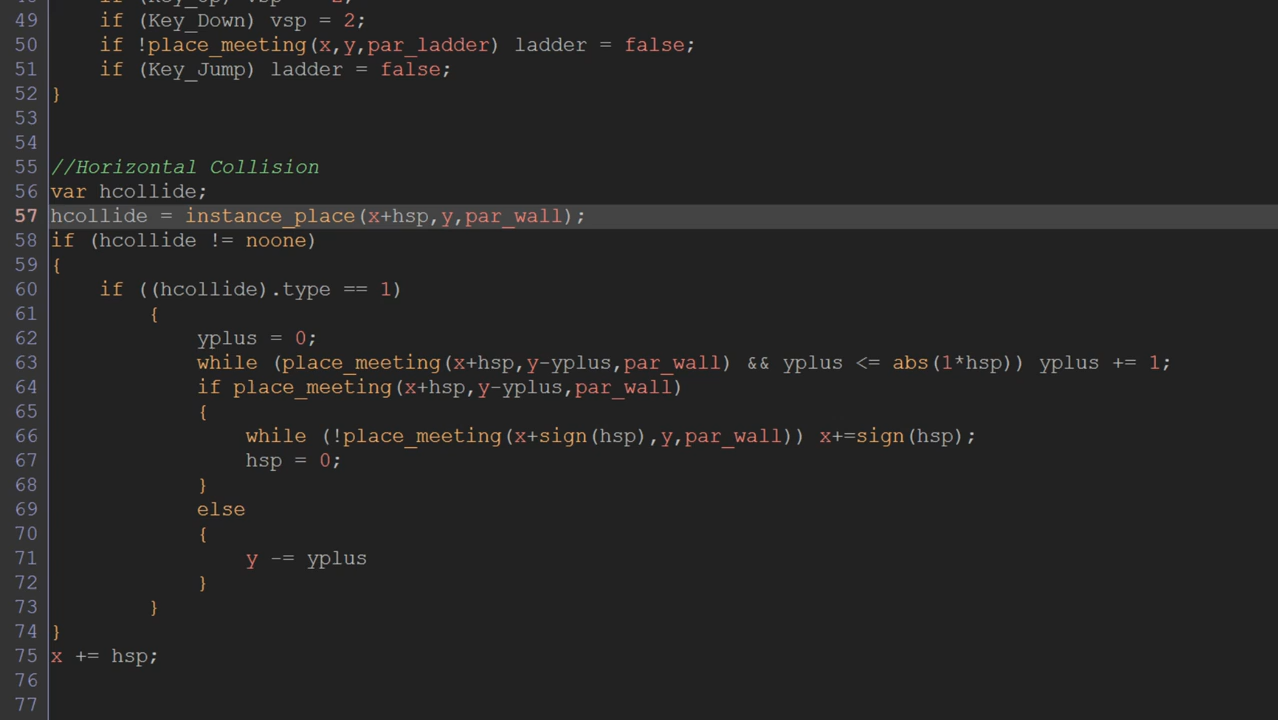 49 if (Key_Down) vsp = 2;
50 if !place_meeting(x,y,par_ladder) ladder = false;
51 if (Key_Jump) ladder = false;
52 }
53
54
55 //Horizontal Collision
56 var hcollide;
57 hcollide = instance_place(x+hsp,y,par_wall);
58 if (hcollide != noone)
59 {
60 if ((hcollide).type == 1)
61 {
62 yplus = 0;
63 while (place_meeting(x+hsp,y-yplus,par_wall) && yplus <= abs(1*hsp)) yplus += 1;
64 if place_meeting(x+hsp,y-yplus,par_wall)
65 {
66 while (!place_meeting(x+sign(hsp),y,par_wall)) x+=sign(hsp);
67 hsp = 0;
68 }
69 else
70 {
71 y -= yplus
72 }
73 }
74 }
75 x += hsp;
76
77